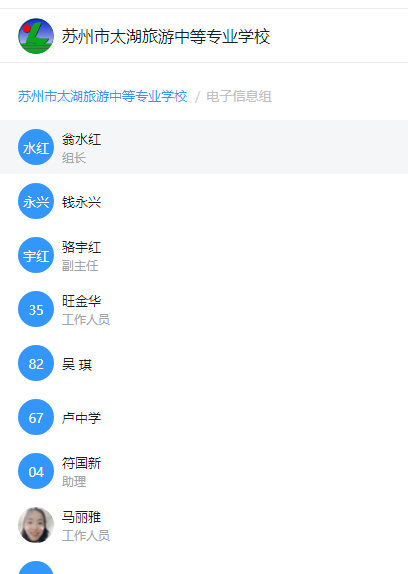 苏州市太湖旅游中等专业学校
苏州市太湖旅游中等专业学校 / 电子信息组
水红 翁水红
组长
永兴 钱永兴
宇红 骆宇红
副主任
35 旺金华
工作人员
82 吴 琪
67 卢中学
04 符国新
助理
马丽雅
工作人员